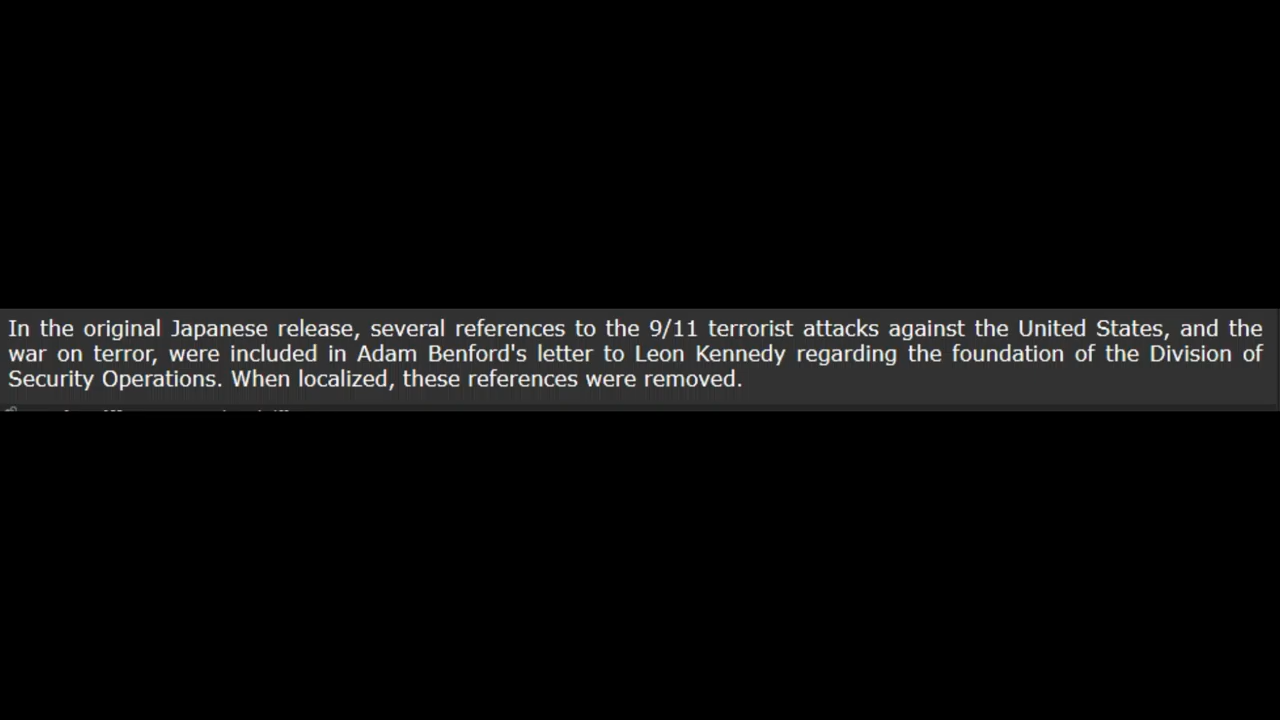 In the original Japanese release, several references to the 9/11 terrorist attacks against the United States, and the
war on terror, were included in Adam Benford's letter to Leon Kennedy regarding the foundation of the Division of
Security Operations. When localized, these references were removed.